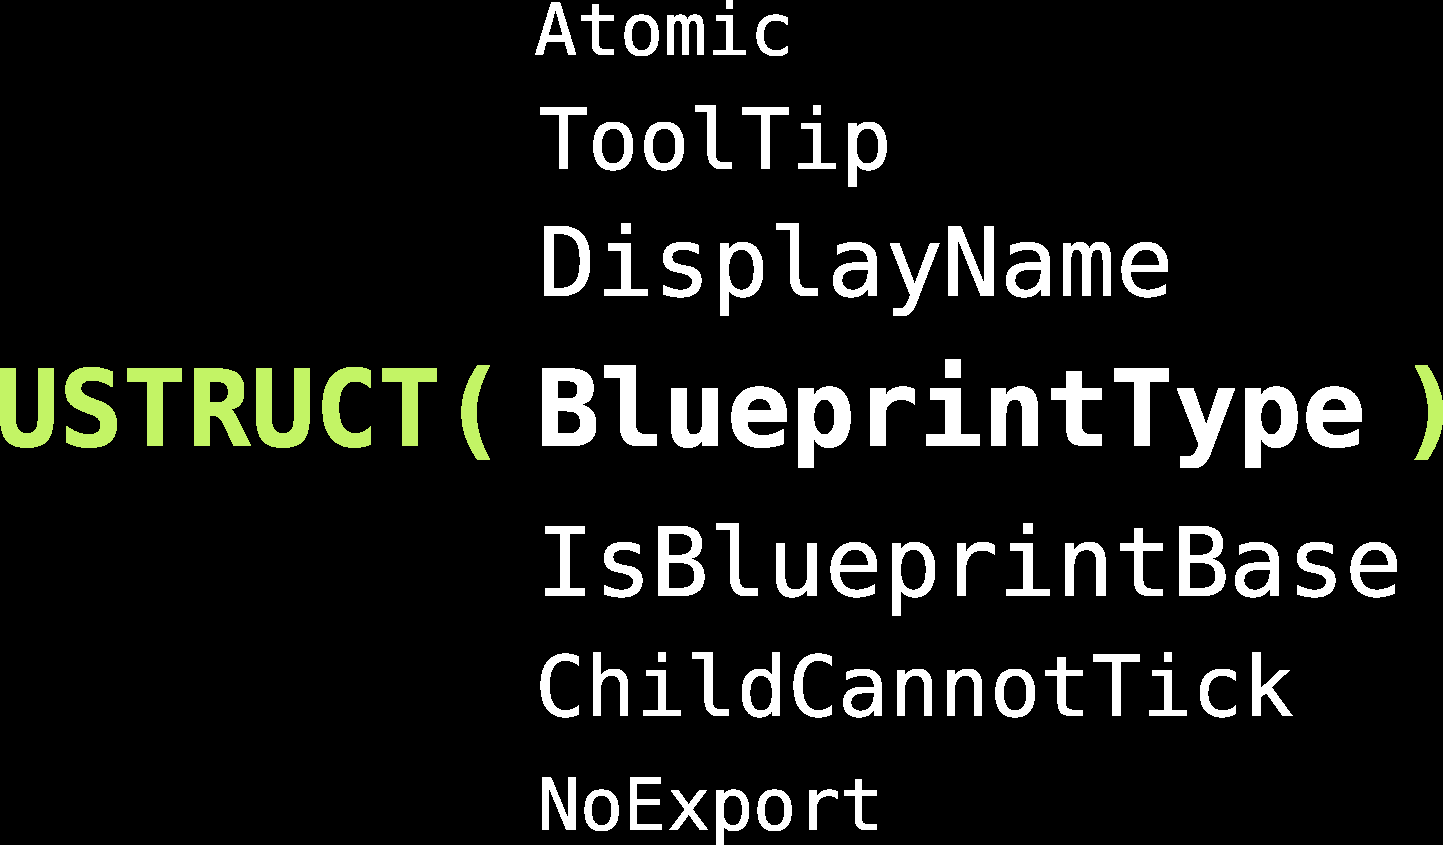 Atomic
ToolTip
DisplayName
USTRUCT( BlueprintType )
IsBlueprintBase
ChildCannotTick
NoExport